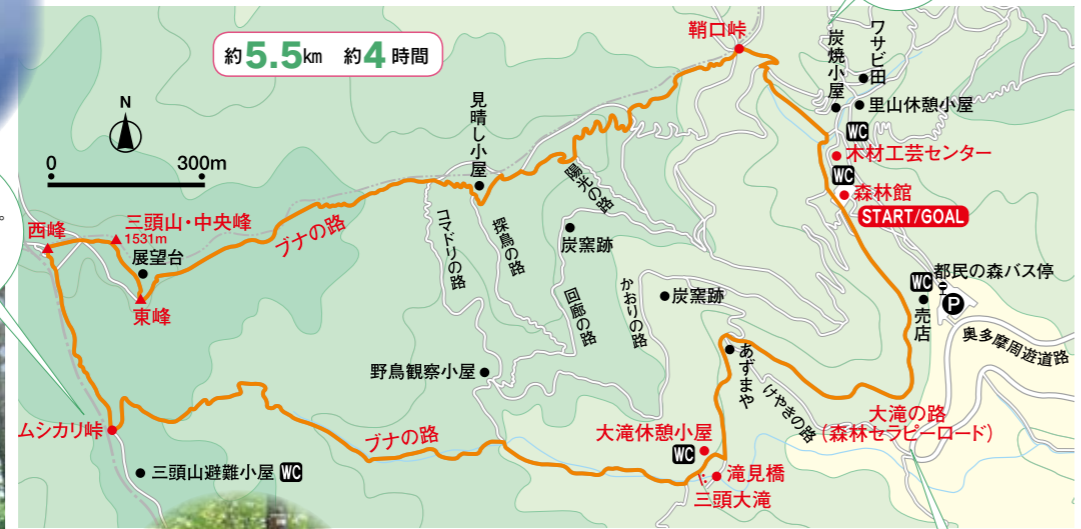 約5.5km 約4時間
N
0 300m
鞘口峠
ワサビ田
炭焼小屋
里山休憩小屋
WC
木材工芸センター
WC
森林館
START/GOAL
見晴し小屋
陽光の路
コマドリの路
探鳥の路
炭窯跡
回廊の路
かおりの路
炭窯跡
西峰
三頭山・中央峰
1531m
展望台
東峰
ブナの路
WC
売店
都民の森バス停
P
奥多摩周遊道路
野鳥観察小屋
あずまや
けやきの路
大滝の路
(森林セラピーロード)
ムシカリ峠
ブナの路
大滝休憩小屋
WC
滝見橋
三頭大滝
三頭山避難小屋 WC
。